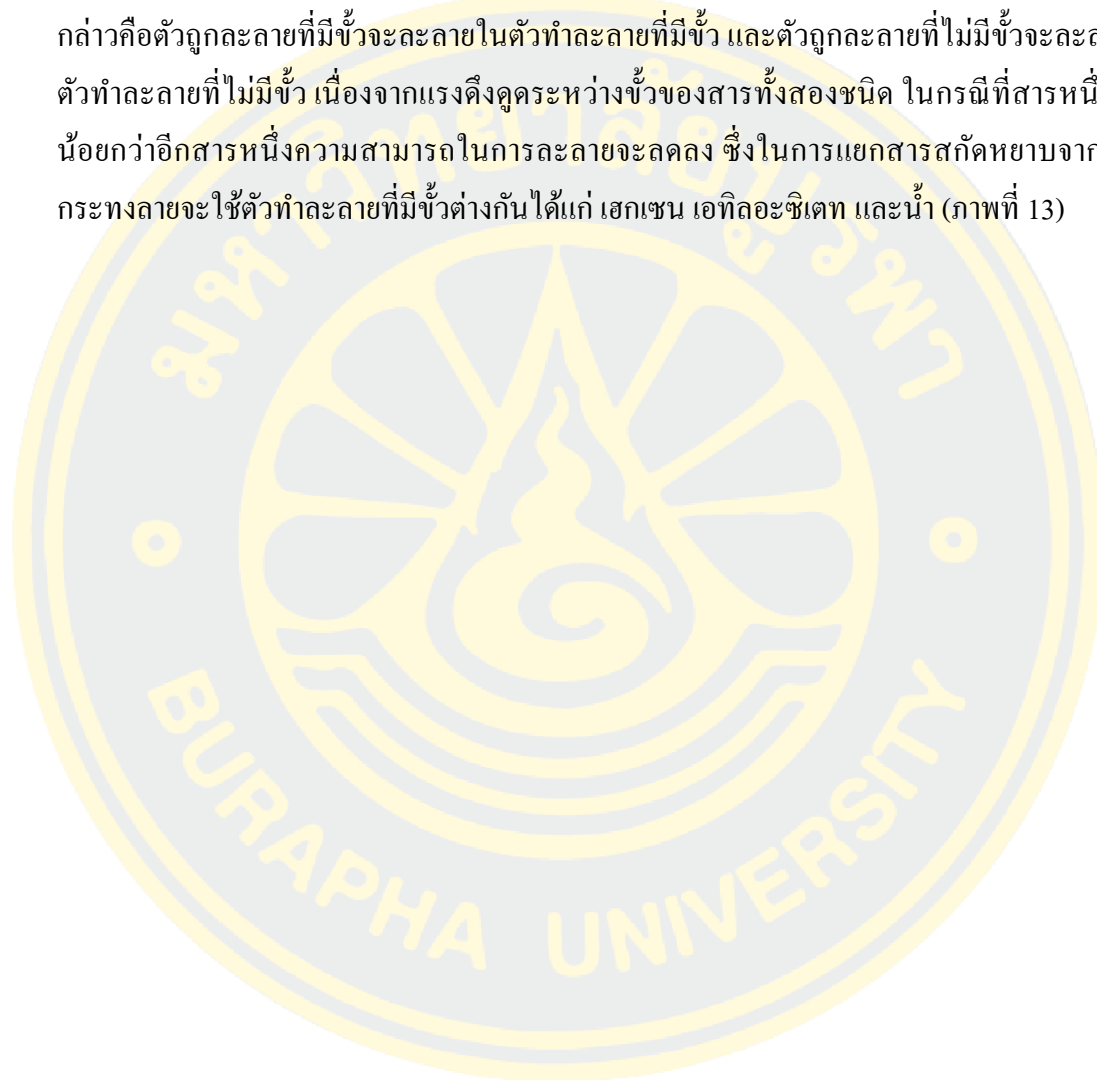 กล่าวคือตัวถูกละลายที่มีขั้วจะละลายในตัวทำละลายที่มีขั้ว และตัวถูกละลายที่ไม่มีขั้วจะละ
ตัวทำละลายที่ไม่มีขั้ว เนื่องจากแรงดึงดูดระหว่างขั้วของสารทั้งสองชนิด ในกรณีที่สารหนึ่
น้อยกว่าอีกสารหนึ่งความสามารถในการละลายจะลดลง ซึ่งในการแยกสารสกัดหยาบจาก
กระทงลายจะใช้ตัวทำละลายที่มีขั้วต่างกันได้แก่ เฮกเซน เอทิลอะซิเตท และน้ำ (ภาพที่ 13)
มหาวิทยาลัยบูรพา
BURAPHA UNIVERSITY